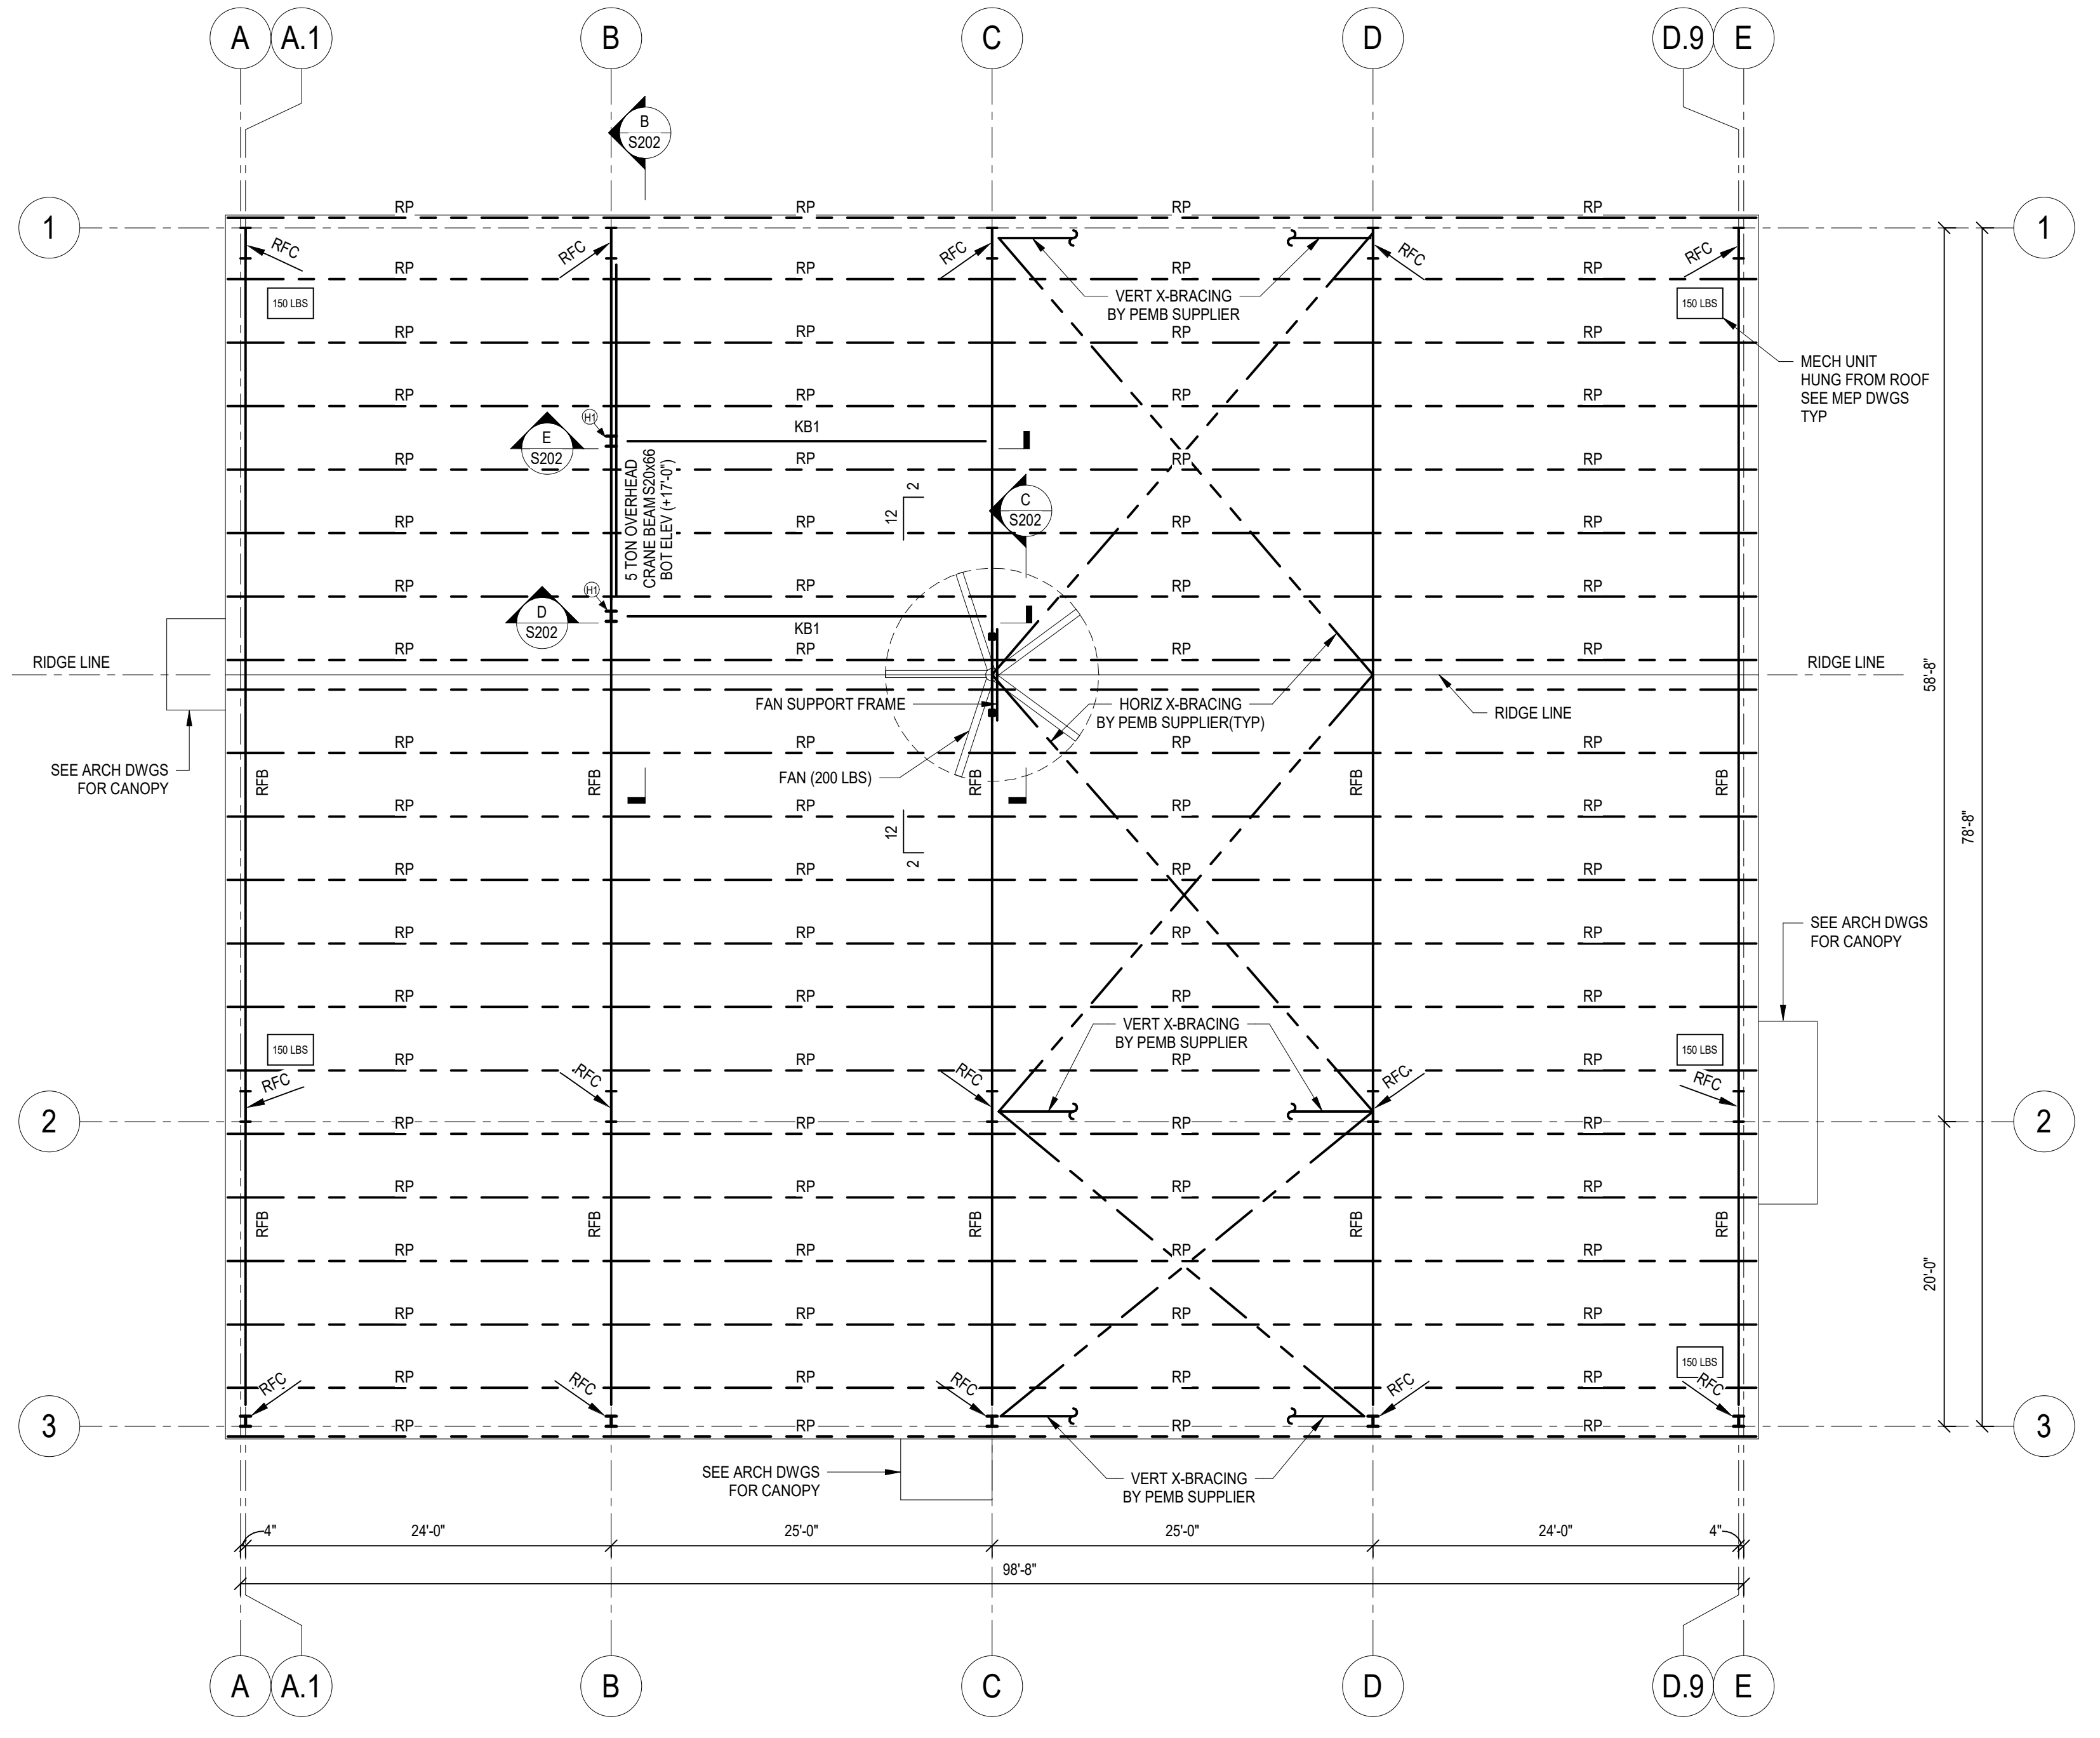 A
A.1
B
C
D
D.9
E
B
S202
RP RP RP RP
1
1
RFC
RFC
RFC
RFC
RFC
RP RP RP RP
150 LBS
VERT X-BRACING
BY PEMB SUPPLIER
150 LBS
RP RP RP RP
MECH UNIT
HUNG FROM ROOF
SEE MEP DWGS
TYP
RP RP RP RP
H1
KB1
E
S202
RP RP RP RP
5 TON OVERHEAD
CRANE BEAM S20x66
BOT ELEV (+17'-0")
2
12
C
S202
RP RP RP RP
RP RP RP RP
H1
D
S202
KB1
RP RP RP RP
RIDGE LINE
RIDGE LINE
58'-8"
FAN SUPPORT FRAME
HORIZ X-BRACING
BY PEMB SUPPLIER(TYP)
RIDGE LINE
RP RP RP RP
SEE ARCH DWGS
FOR CANOPY
FAN (200 LBS)
RFB
RFB
RFB
RFB
RFB
RP RP RP RP
12
2
78'-8"
RP RP RP RP
SEE ARCH DWGS
FOR CANOPY
RP RP RP RP
RP RP RP RP
VERT X-BRACING
BY PEMB SUPPLIER
150 LBS
150 LBS
RP RP RP RP
RFC
RFC
RFC
RFC
RFC
2
2
RP RP RP RP
RP RP RP RP
RFB
RFB
RFB
RFB
RFB
RP RP RP RP
20'-0"
RP RP RP RP
150 LBS
RP RP RP RP
RFC
RFC
RFC
RFC
RFC
3
3
RP RP RP RP
SEE ARCH DWGS
FOR CANOPY
VERT X-BRACING
BY PEMB SUPPLIER
4"
24'-0"
25'-0"
25'-0"
24'-0"
4"
98'-8"
A
A.1
B
C
D
D.9
E